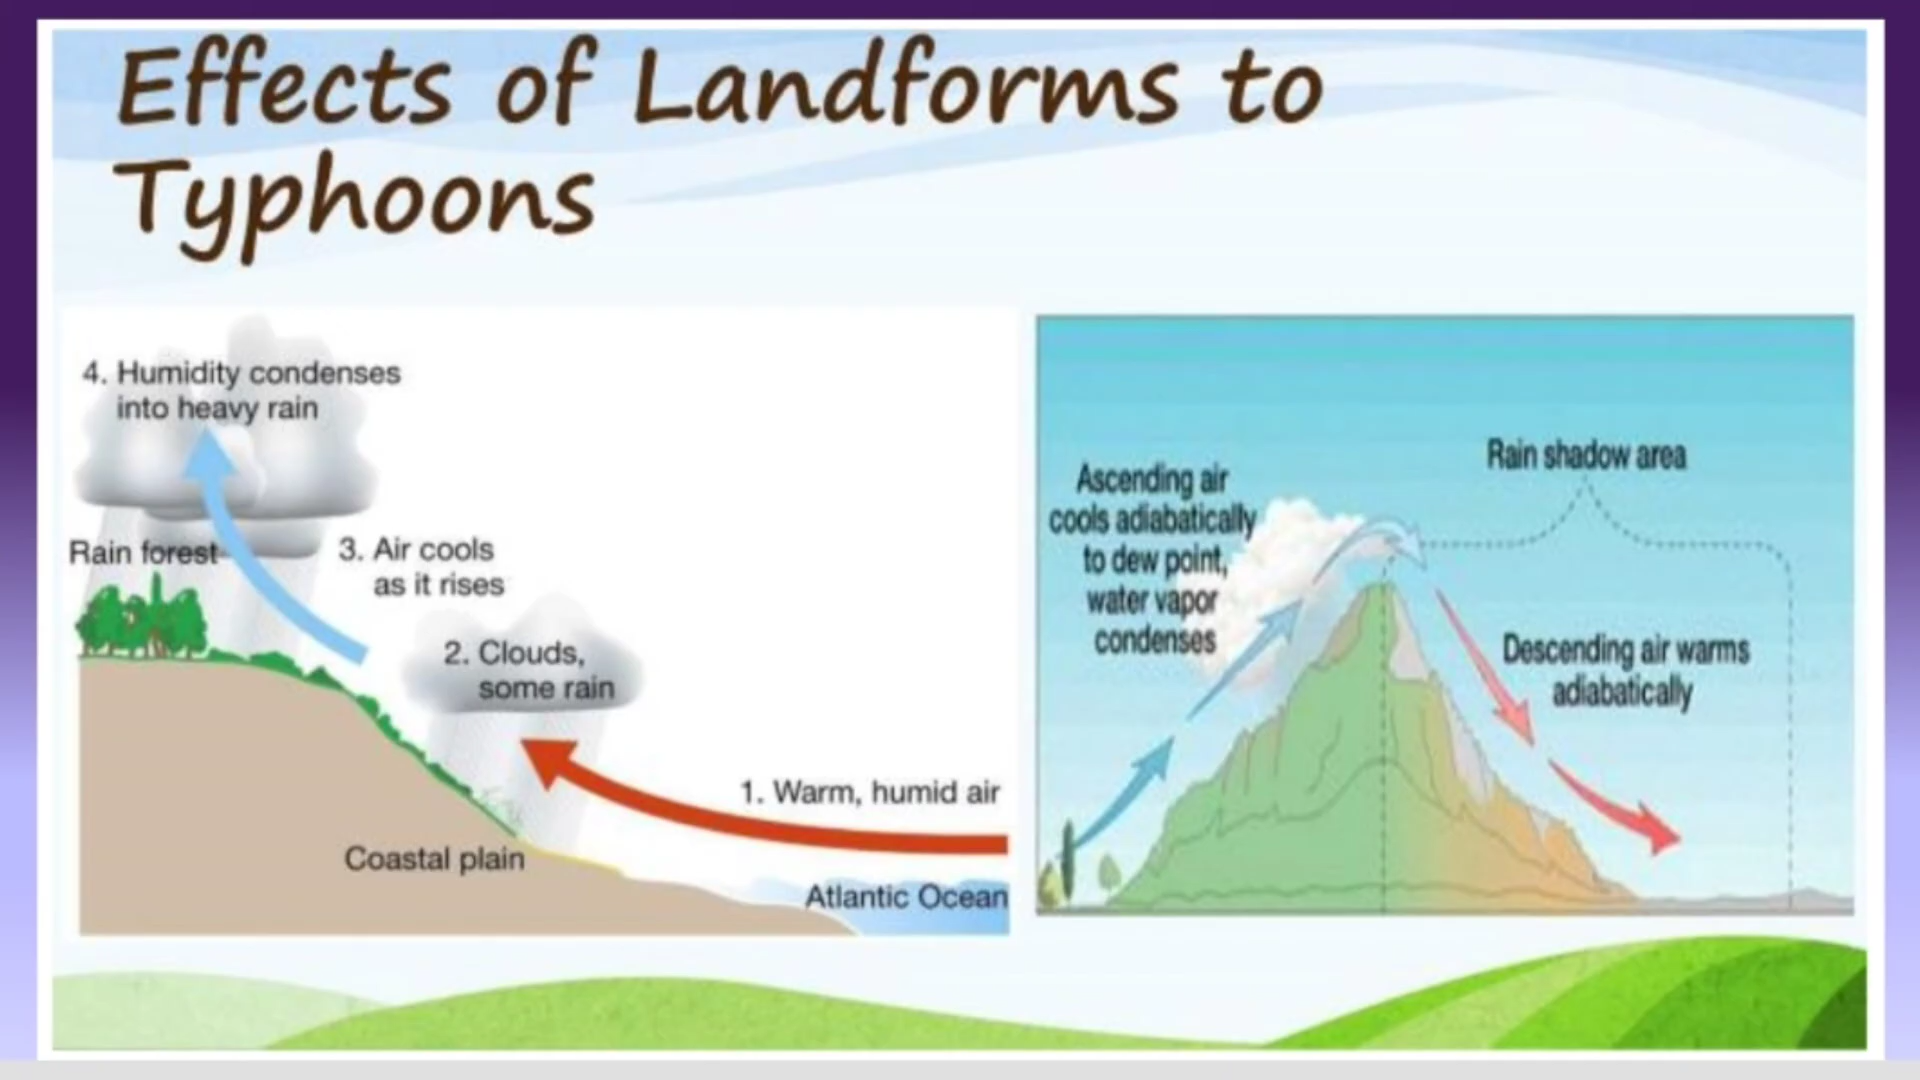 Effects of Landforms to
Typhoons
4. Humidity condenses
into heavy rain
Rain forest
3. Air cools
as it rises
2. Clouds,
some rain
1. Warm, humid air
Coastal plain
Atlantic Ocean
Rain shadow area
Ascending air
cools adiabatically
to dew point,
water vapor
condenses
Descending air warms
adiabatically